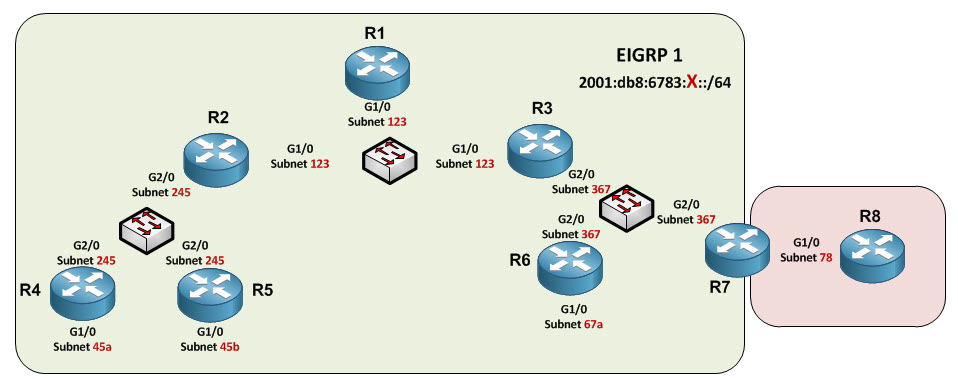 R1
EIGRP 1
2001:db8:6783:X::/64
G1/0
Subnet 123
R2
R3
G1/0
Subnet 123
G1/0
Subnet 123
G2/0
Subnet 245
G2/0
Subnet 367
G2/0
Subnet 367
G2/0
Subnet 367
R8
G2/0
Subnet 245
G2/0
Subnet 245
G1/0
Subnet 78
R6
R7
R4
R5
G1/0
Subnet 67a
G1/0
Subnet 45a
G1/0
Subnet 45b